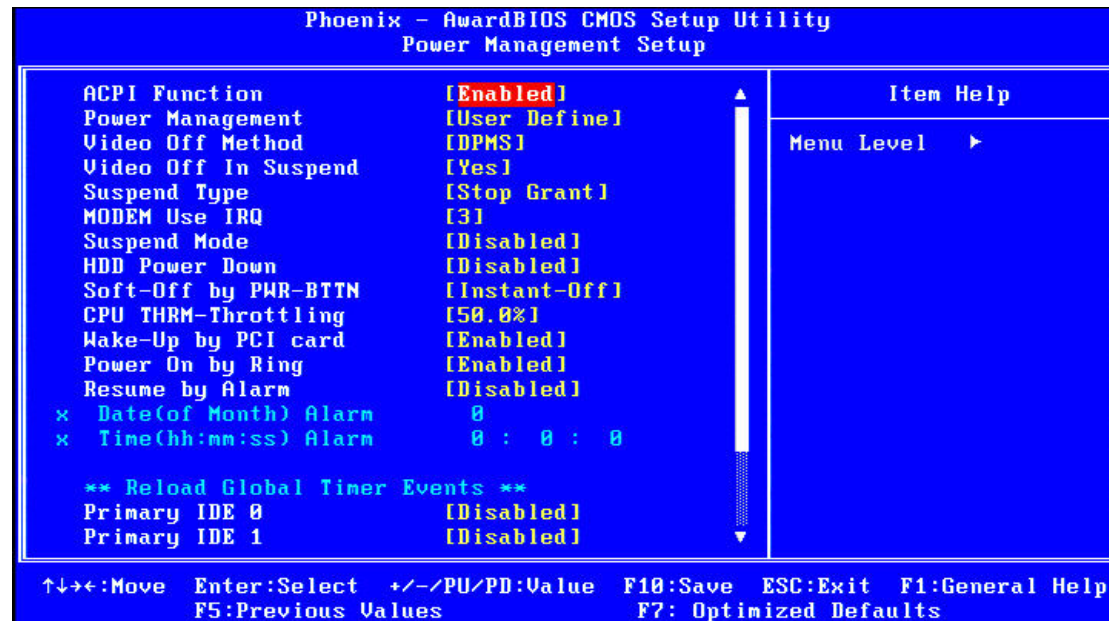 Phoenix - AwardBIOS CMOS Setup Utility
Power Management Setup
ACPI Function [Enabled]
Power Management [User Define]
Video Off Method [DPMS]
Video Off In Suspend [Yes]
Suspend Type [Stop Grant]
MODEM Use IRQ [3]
Suspend Mode [Disabled]
HDD Power Down [Disabled]
Soft-Off by PWR-BTTN [Instant-Off]
CPU THRM-Throttling [50.0%]
Wake-Up by PCI card [Enabled]
Power On by Ring [Enabled]
Resume by Alarm [Disabled]
x Date(of Month) Alarm 0
x Time(hh:mm:ss) Alarm 0 : 0 : 0
** Reload Global Timer Events **
Primary IDE 0 [Disabled]
Primary IDE 1 [Disabled]
Item Help
Menu Level ►
↑↓→←:Move Enter:Select +/-/PU/PD:Value F10:Save ESC:Exit F1:General Help
F5:Previous Values F7: Optimized Defaults